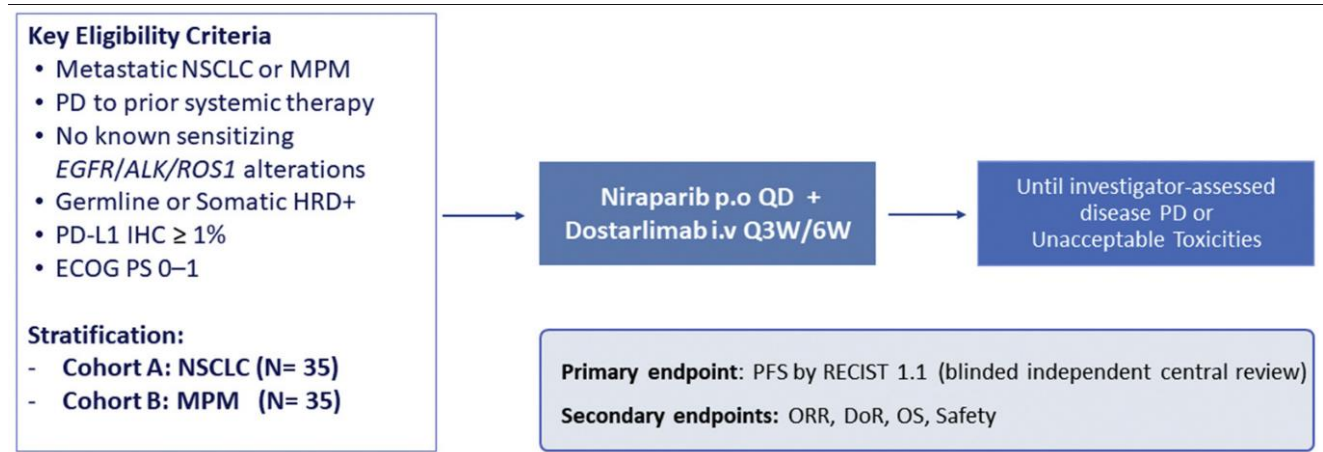 Key Eligibility Criteria
• Metastatic NSCLC or MPM
• PD to prior systemic therapy
• No known sensitizing
EGFR/ALK/ROS1 alterations
• Germline or Somatic HRD+
• PD-L1 IHC ≥ 1%
• ECOG PS 0–1
Stratification:
- Cohort A: NSCLC (N= 35)
- Cohort B: MPM (N= 35)
Niraparib p.o QD +
Dostarlimab i.v Q3W/6W
Until investigator-assessed
disease PD or
Unacceptable Toxicities
Primary endpoint: PFS by RECIST 1.1 (blinded independent central review)
Secondary endpoints: ORR, DoR, OS, Safety